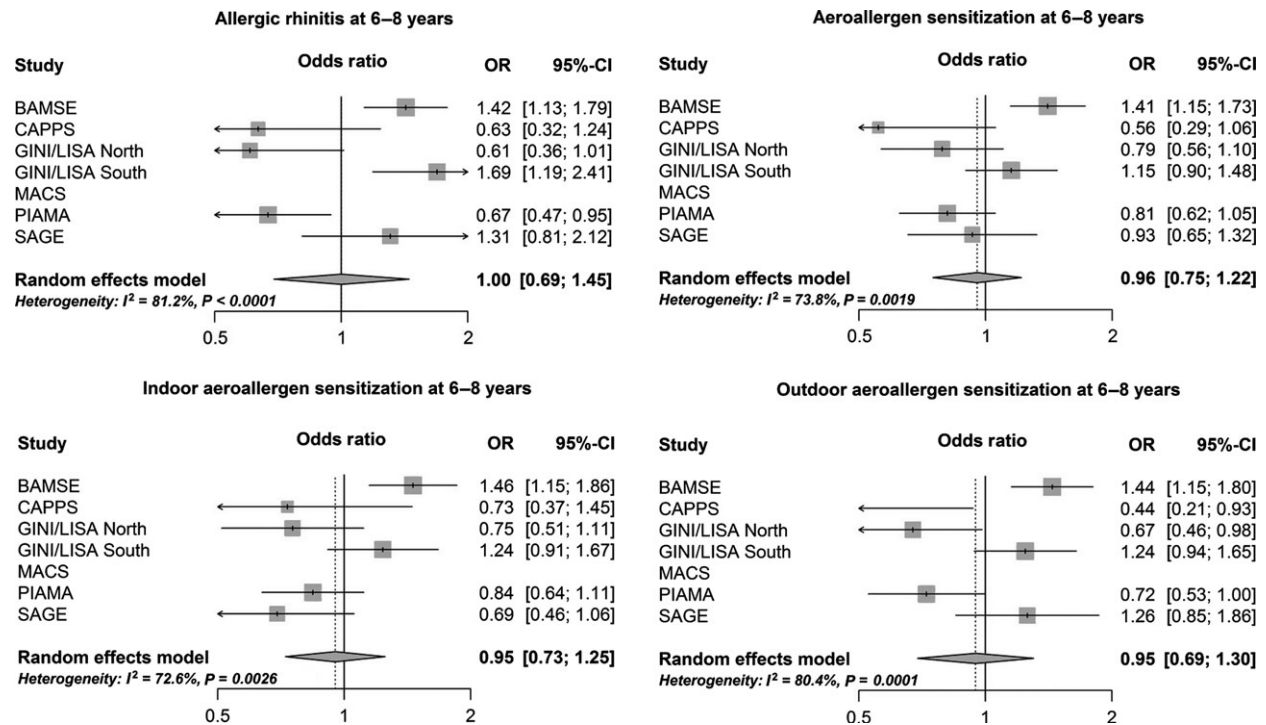 Allergic rhinitis at 6–8 years
Study Odds ratio OR 95%-CI
BAMSE 1.42 [1.13; 1.79]
CAPPS 0.63 [0.32; 1.24]
GINI/LISA North 0.61 [0.36; 1.01]
GINI/LISA South 1.69 [1.19; 2.41]
MACS
PIAMA 0.67 [0.47; 0.95]
SAGE 1.31 [0.81; 2.12]
Random effects model 1.00 [0.69; 1.45]
Heterogeneity: I² = 81.2%, P < 0.0001
0.5 1 2
Aeroallergen sensitization at 6–8 years
Study Odds ratio OR 95%-CI
BAMSE 1.41 [1.15; 1.73]
CAPPS 0.56 [0.29; 1.06]
GINI/LISA North 0.79 [0.56; 1.10]
GINI/LISA South 1.15 [0.90; 1.48]
MACS
PIAMA 0.81 [0.62; 1.05]
SAGE 0.93 [0.65; 1.32]
Random effects model 0.96 [0.75; 1.22]
Heterogeneity: I² = 73.8%, P = 0.0019
0.5 1 2
Indoor aeroallergen sensitization at 6–8 years
Study Odds ratio OR 95%-CI
BAMSE 1.46 [1.15; 1.86]
CAPPS 0.73 [0.37; 1.45]
GINI/LISA North 0.75 [0.51; 1.11]
GINI/LISA South 1.24 [0.91; 1.67]
MACS
PIAMA 0.84 [0.64; 1.11]
SAGE 0.69 [0.46; 1.06]
Random effects model 0.95 [0.73; 1.25]
Heterogeneity: I² = 72.6%, P = 0.0026
0.5 1 2
Outdoor aeroallergen sensitization at 6–8 years
Study Odds ratio OR 95%-CI
BAMSE 1.44 [1.15; 1.80]
CAPPS 0.44 [0.21; 0.93]
GINI/LISA North 0.67 [0.46; 0.98]
GINI/LISA South 1.24 [0.94; 1.65]
MACS
PIAMA 0.72 [0.53; 1.00]
SAGE 1.26 [0.85; 1.86]
Random effects model 0.95 [0.69; 1.30]
Heterogeneity: I² = 80.4%, P = 0.0001
0.5 1 2